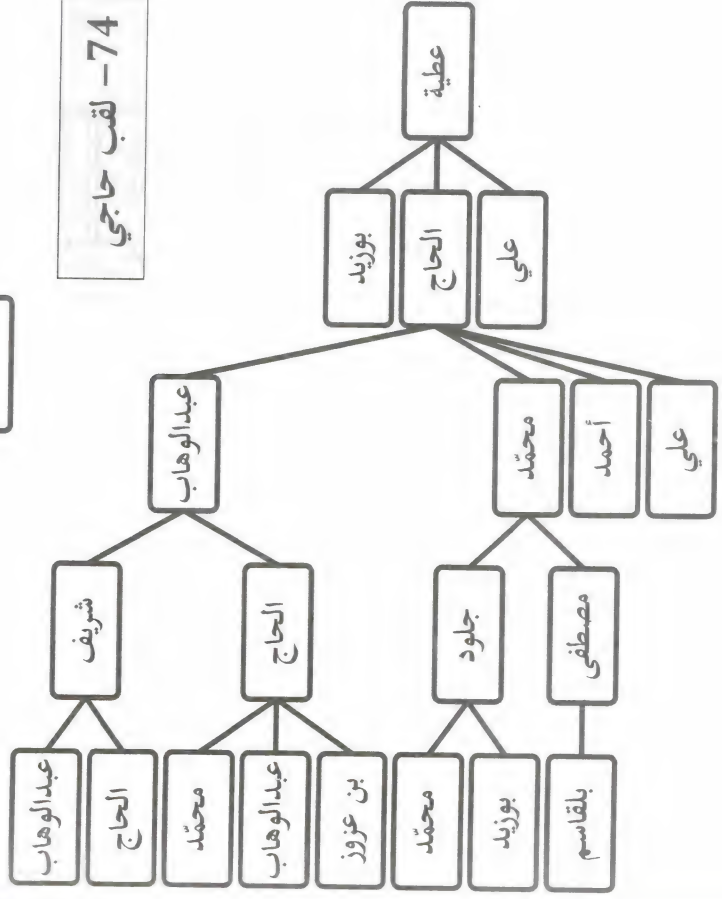 74- لقب حاجي
عطية
علي
الحاج
بوزيد
علي
أحمد
محمّد
عبدالوهاب
مصطفى
جلود
الحاج
شريف
بلقاسم
بوزيد
محمّد
بن عزوز
عبدالوهاب
محمّد
الحاج
عبدالوهاب